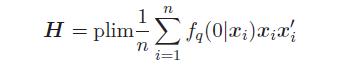 H = plim 1/n ∑_{i=1}^{n} f_q(0|x_i) x_i x_i′